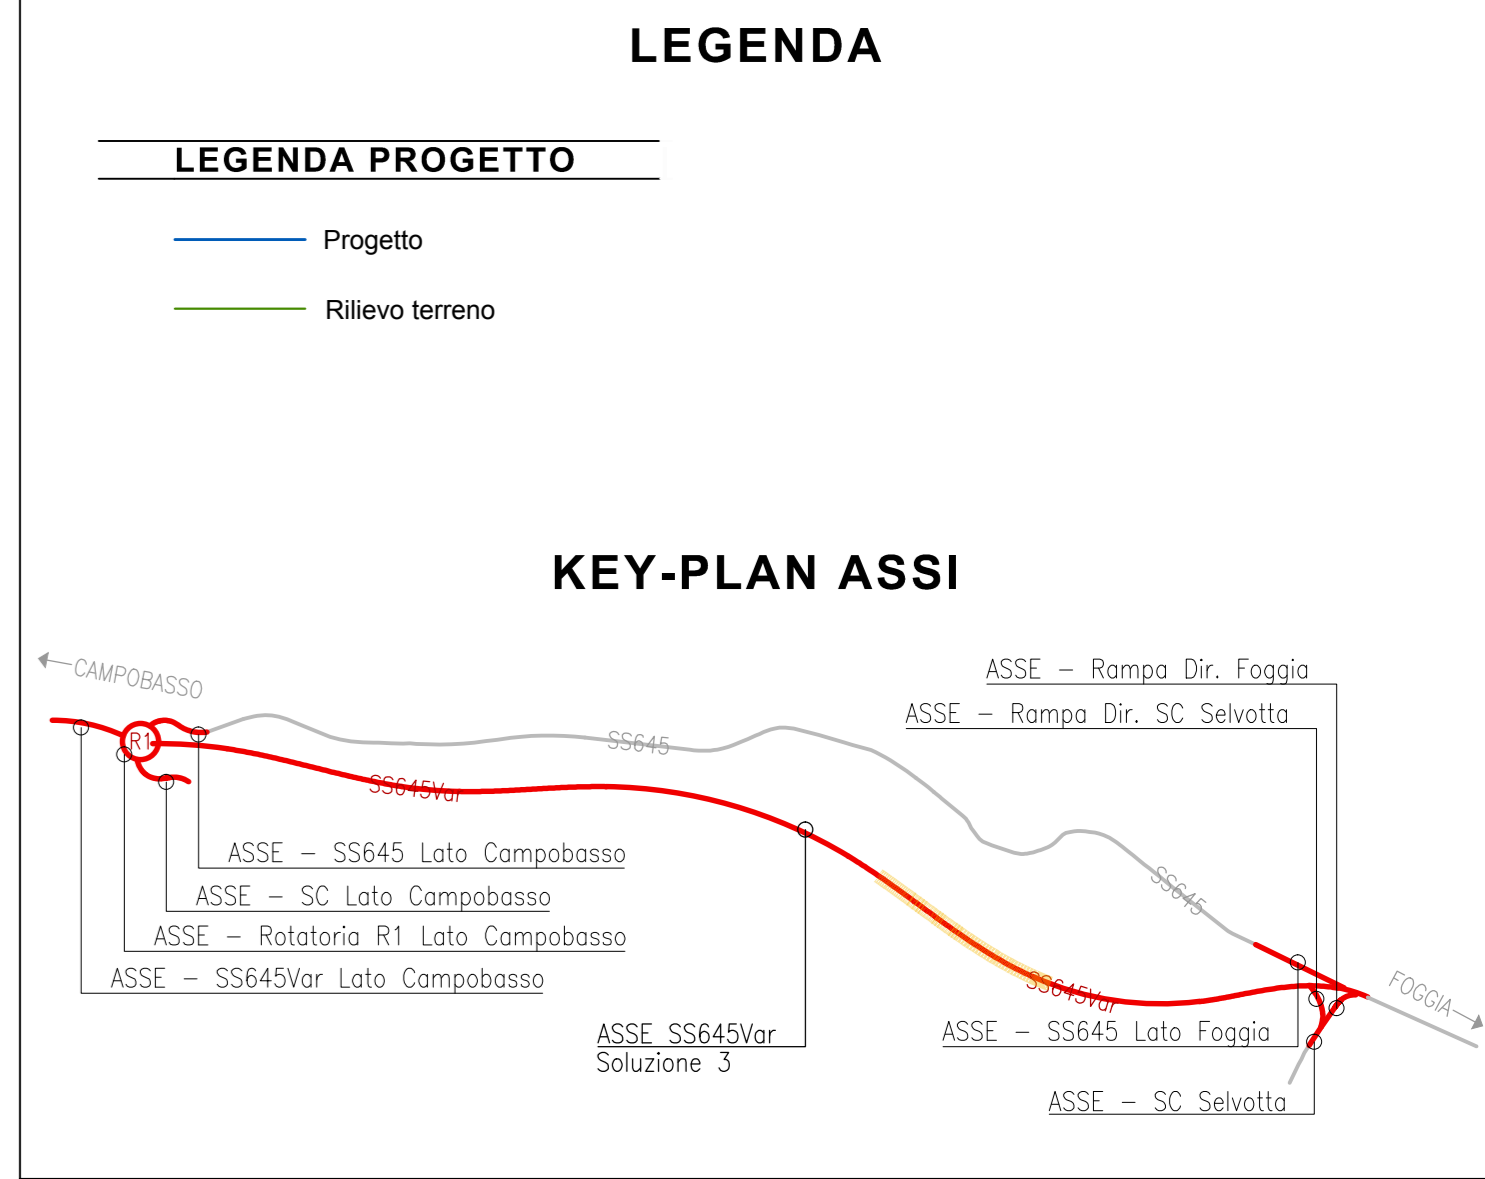 LEGENDA
LEGENDA PROGETTO
Progetto
Rilievo terreno
KEY-PLAN ASSI
CAMPOBASSO
ASSE - Rampa Dir. Foggia
ASSE - Rampa Dir. SC Selvotta
R1
SS645
SS645Var
ASSE - SS645 Lato Campobasso
ASSE - SC Lato Campobasso
SS645
ASSE - Rotatoria R1 Lato Campobasso
ASSE - SS645Var Lato Campobasso
SS645Var
FOGGIA
ASSE SS645Var
Soluzione 3
ASSE - SS645 Lato Foggia
ASSE - SC Selvotta